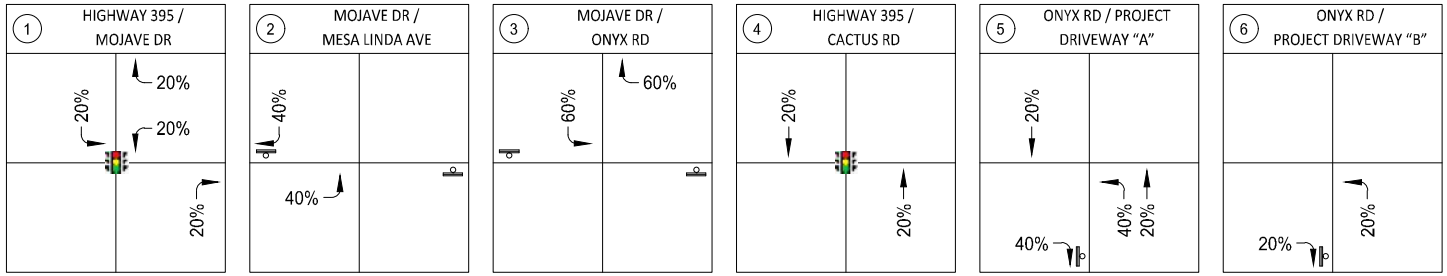 1
HIGHWAY 395 /
MOJAVE DR
20%
20%
20%
20%
2
MOJAVE DR /
MESA LINDA AVE
40%
40%
3
MOJAVE DR /
ONYX RD
60%
60%
4
HIGHWAY 395 /
CACTUS RD
20%
20%
5
ONYX RD / PROJECT
DRIVEWAY "A"
20%
40%
20%
40%
6
ONYX RD /
PROJECT DRIVEWAY "B"
20%
20%